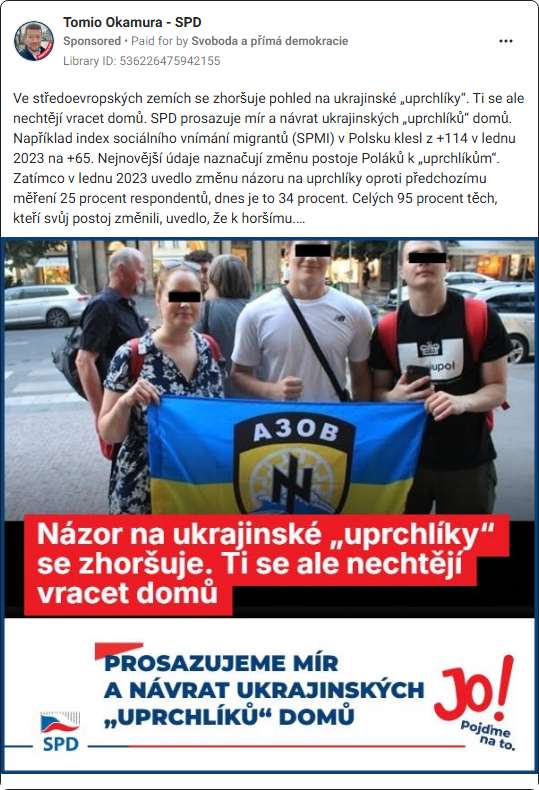 Tomio Okamura - SPD
Sponsored • Paid for by Svoboda a přímá demokracie
Library ID: 536226475942155
Ve středoevropských zemích se zhoršuje pohled na ukrajinské „uprchlíky“. Ti se ale
nechtějí vracet domů. SPD prosazuje mír a návrat ukrajinských „uprchlíků“ domů.
Například index sociálního vnímání migrantů (SPMI) v Polsku klesl z +114 v lednu
2023 na +65. Nejnovější údaje naznačují změnu postoje Poláků k „uprchlíkům“.
Zatímco v lednu 2023 uvedlo změnu názoru na uprchlíky oproti předchozímu
měření 25 procent respondentů, dnes je to 34 procent. Celých 95 procent těch,
kteří svůj postoj změnili, uvedlo, že k horšímu....
upol
АЗОВ
Názor na ukrajinské „uprchlíky“
se zhoršuje. Ti se ale nechtějí
vracet domů
PROSAZUJEME MÍR
A NÁVRAT UKRAJINSKÝCH
„UPRCHLÍKŮ“ DOMŮ
SPD
Jo!
Pojďme
na to.